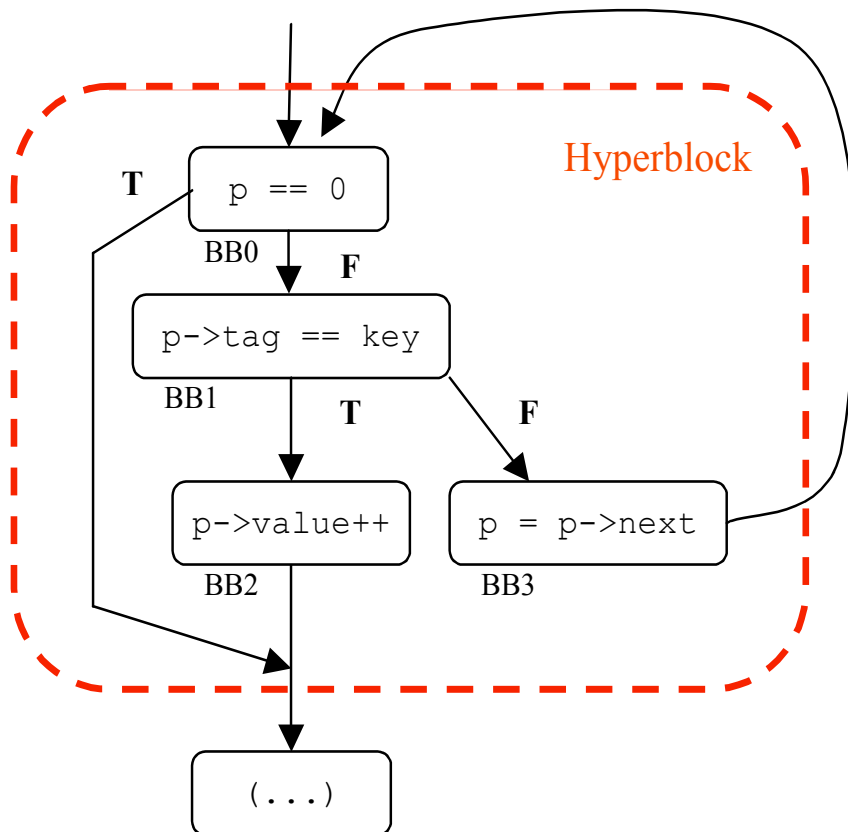 Hyperblock
T
p == 0
BB0
F
p->tag == key
BB1
T
F
p->value++
p = p->next
BB2
BB3
(...)